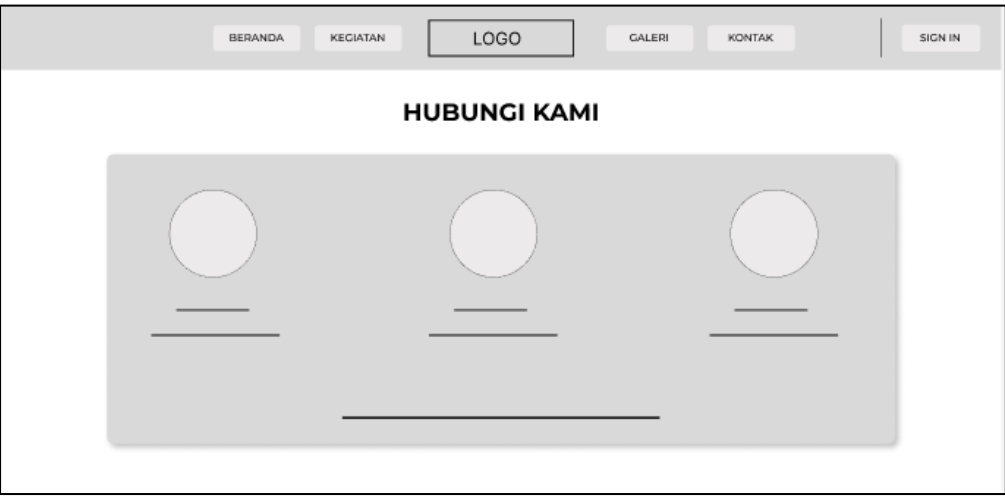 BERANDA KEGIATAN LOGO GALERI KONTAK SIGN IN
HUBUNGI KAMI